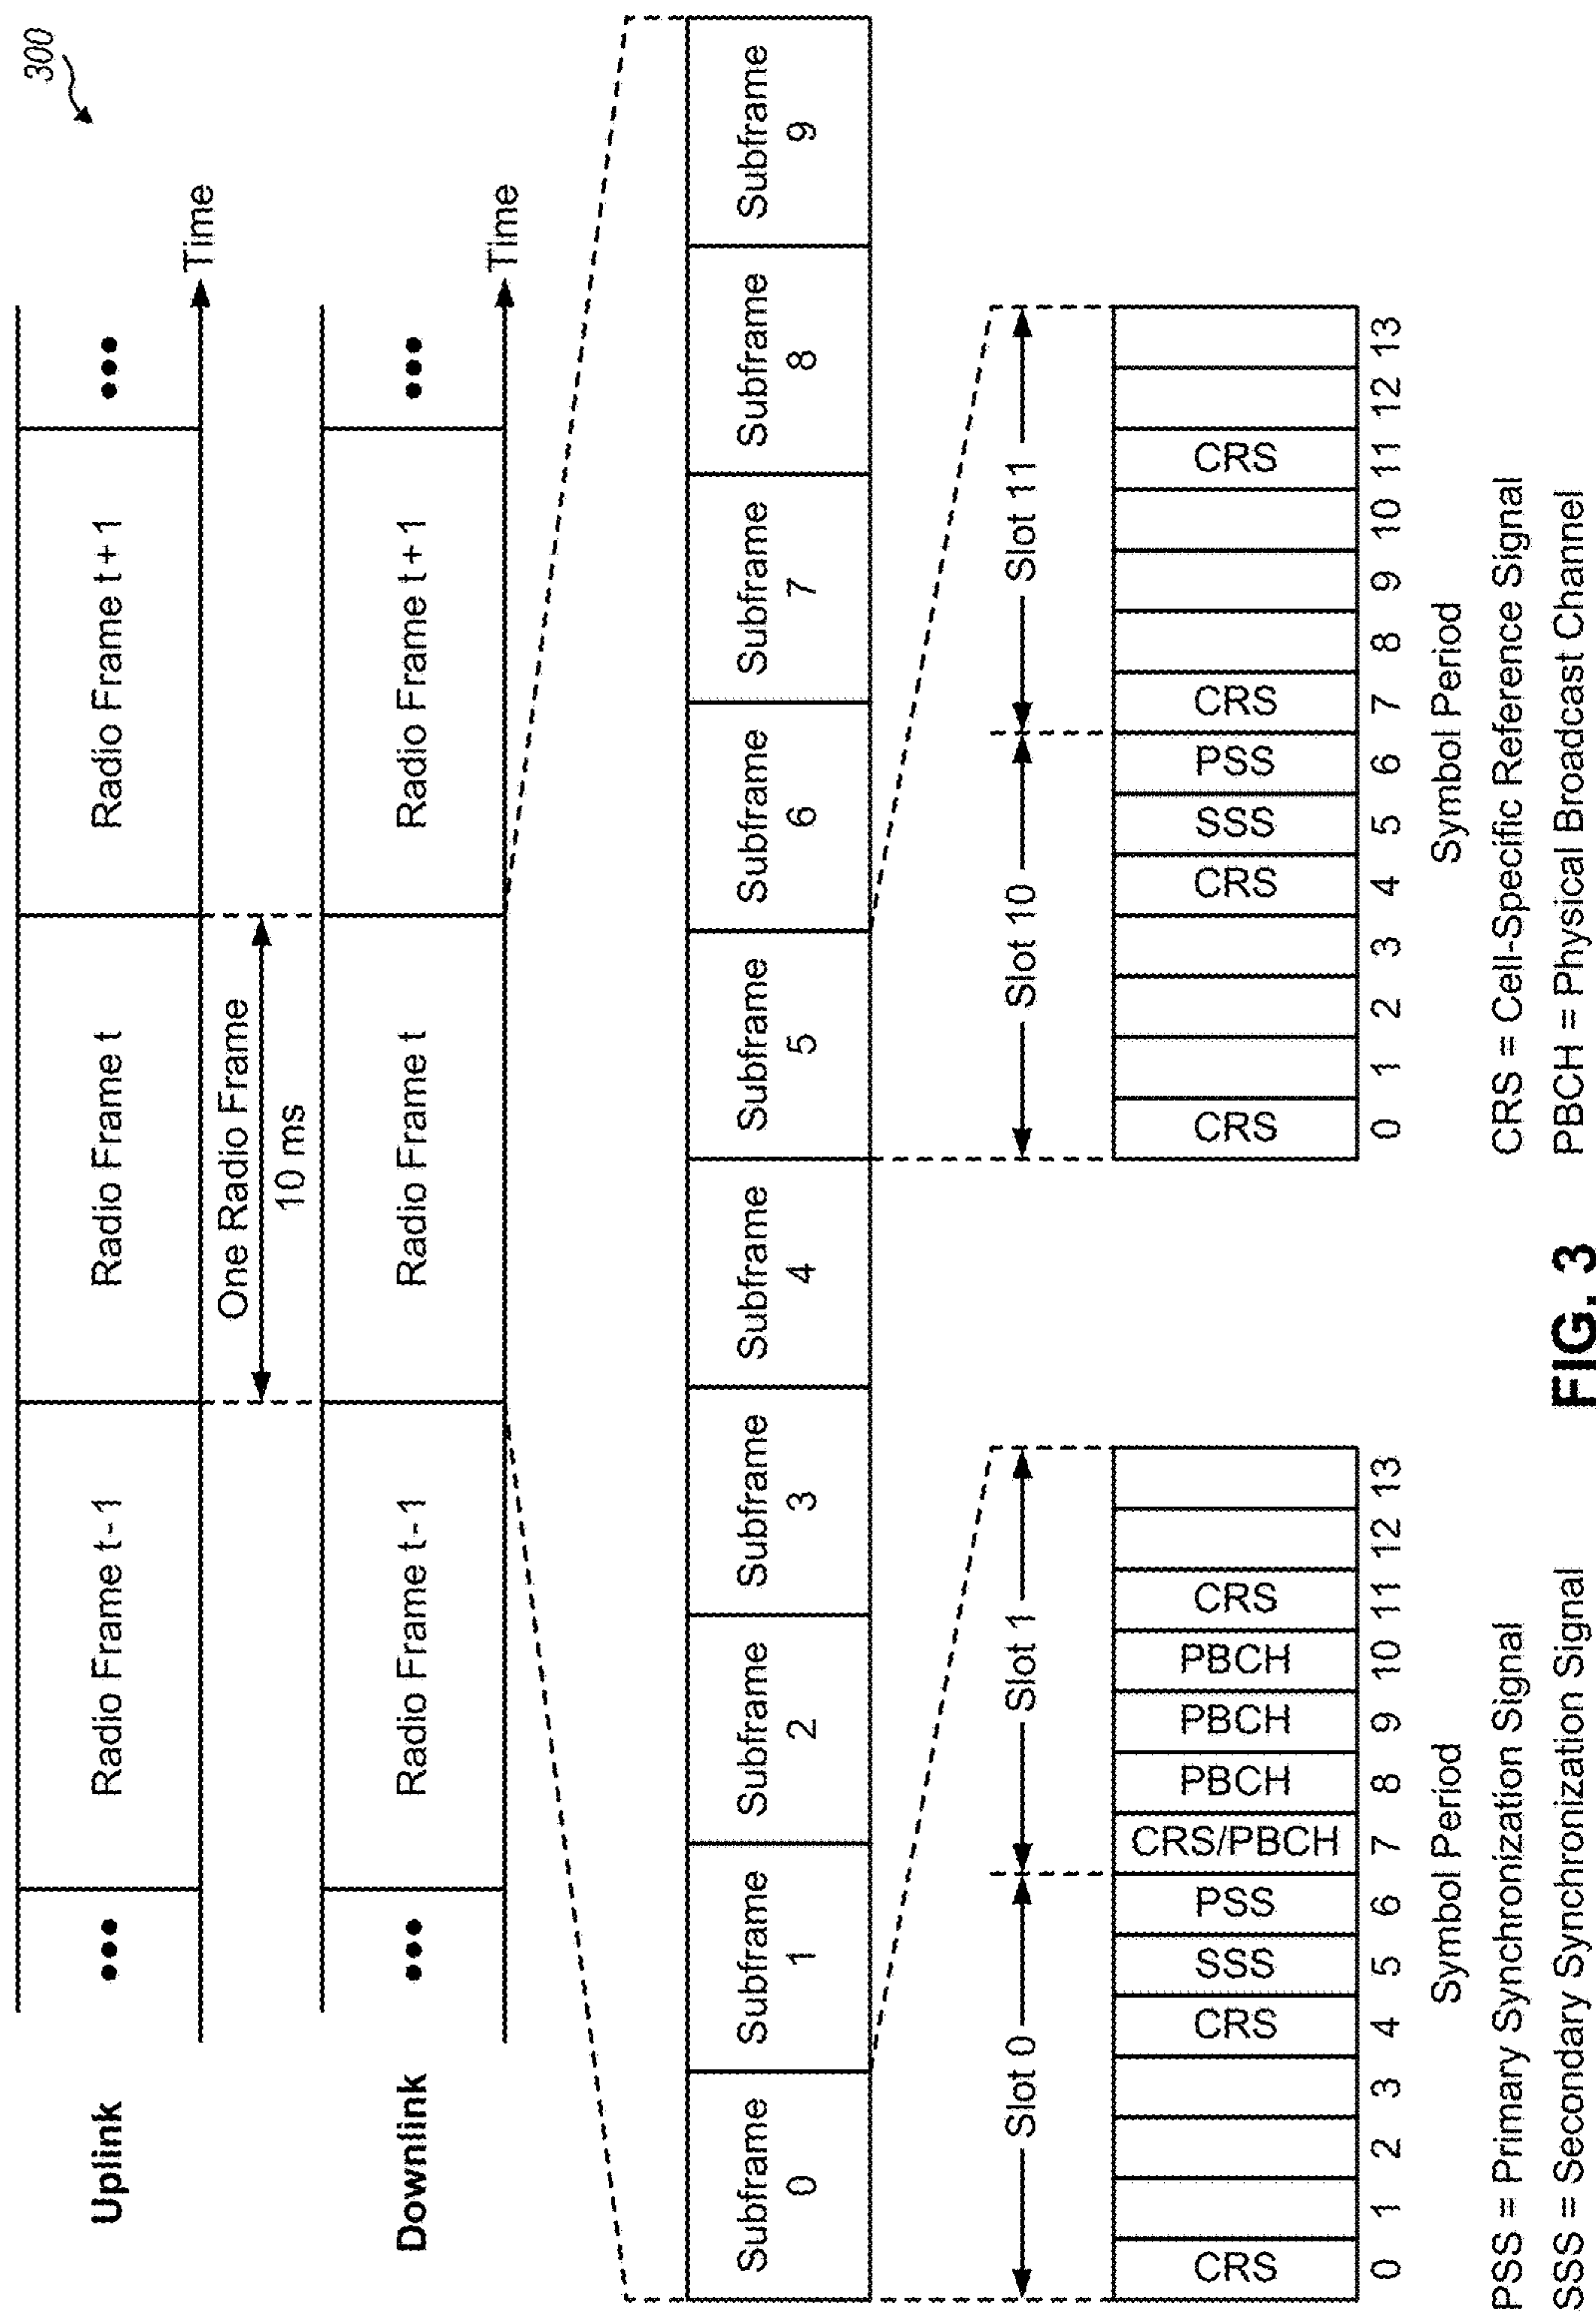 300
Uplink
••• Radio Frame t-1 Radio Frame t Radio Frame t+1 •••
Time
One Radio Frame
10 ms
Downlink
••• Radio Frame t-1 Radio Frame t Radio Frame t+1 •••
Time
Subframe Subframe Subframe Subframe Subframe Subframe Subframe Subframe Subframe Subframe
0 1 2 3 4 5 6 7 8 9
Slot 0 Slot 1
CRS CRS SSS PSS CRS/PBCH PBCH PBCH PBCH CRS
0 1 2 3 4 5 6 7 8 9 10 11 12 13
Symbol Period
Slot 10 Slot 11
CRS CRS SSS PSS CRS CRS
0 1 2 3 4 5 6 7 8 9 10 11 12 13
Symbol Period
PSS = Primary Synchronization Signal
SSS = Secondary Synchronization Signal
CRS = Cell-Specific Reference Signal
PBCH = Physical Broadcast Channel
FIG. 3